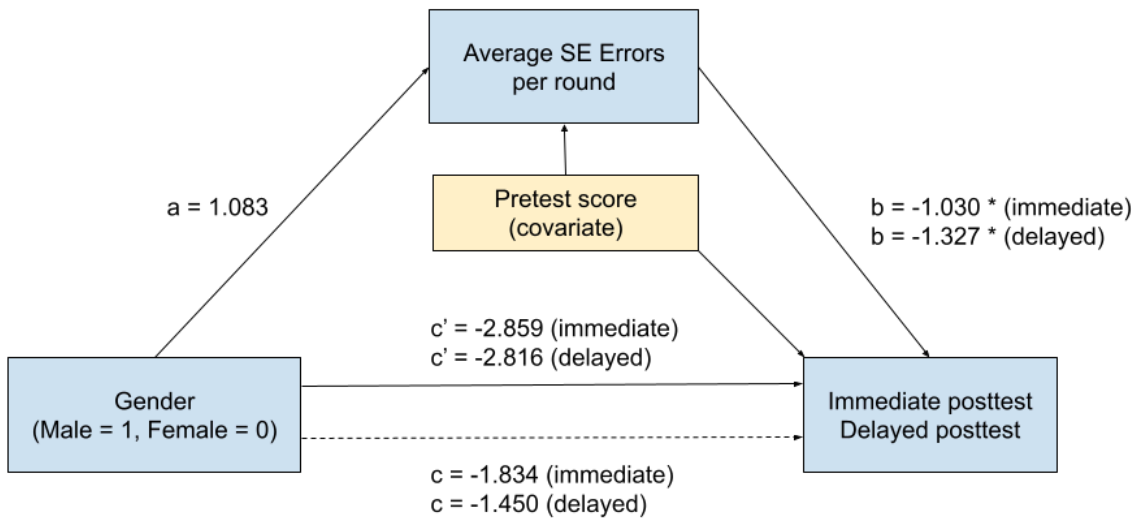 Average SE Errors
per round
a = 1.083
Pretest score
(covariate)
b = -1.030 * (immediate)
b = -1.327 * (delayed)
c' = -2.859 (immediate)
c' = -2.816 (delayed)
Gender
(Male = 1, Female = 0)
Immediate posttest
Delayed posttest
c = -1.834 (immediate)
c = -1.450 (delayed)